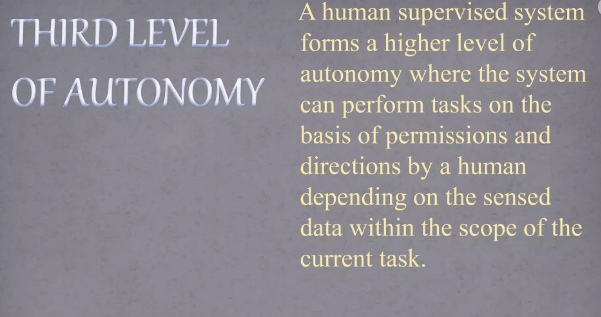 THIRD LEVEL
OF AUTONOMY
A human supervised system
forms a higher level of
autonomy where the system
can perform tasks on the
basis of permissions and
directions by a human
depending on the sensed
data within the scope of the
current task.